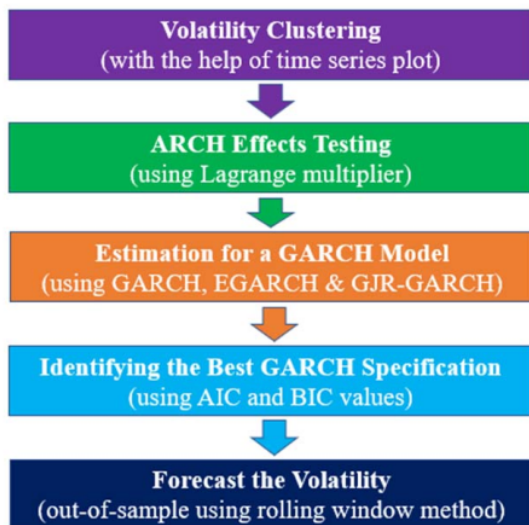 Volatility Clustering
(with the help of time series plot)
ARCH Effects Testing
(using Lagrange multiplier)
Estimation for a GARCH Model
(using GARCH, EGARCH & GJR-GARCH)
Identifying the Best GARCH Specification
(using AIC and BIC values)
Forecast the Volatility
(out-of-sample using rolling window method)